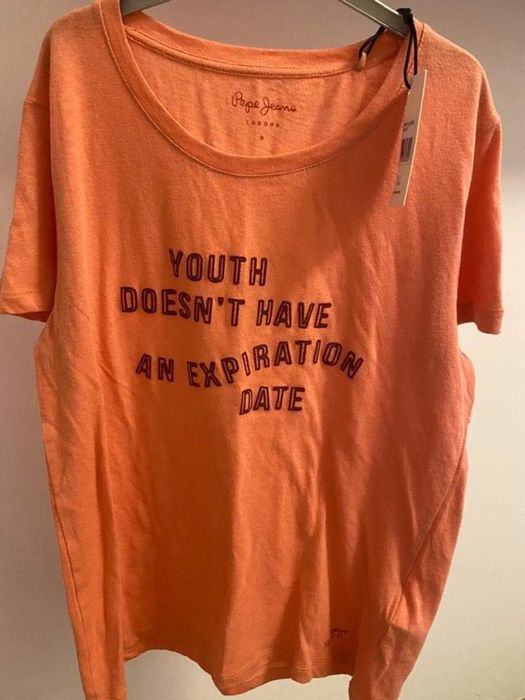 Pepe Jeans
LONDON
YOUTH
DOESN'T HAVE
AN EXPIRATION
DATE